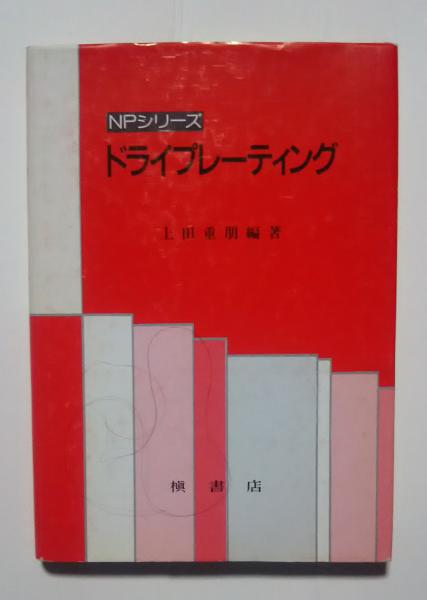 NPシリーズ
ドライプレーティング
上田重朋編著
槇書店